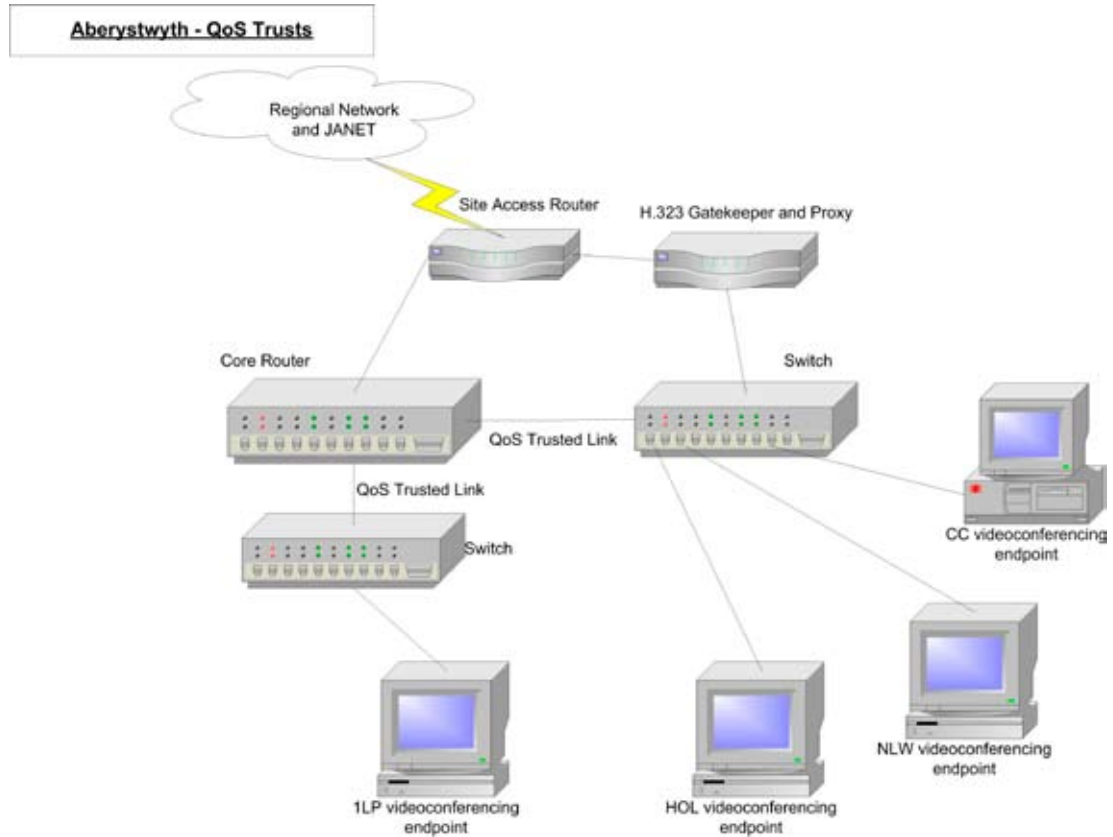 Aberystwyth - QoS Trusts
Regional Network
and JANET
Site Access Router
H.323 Gatekeeper and Proxy
Core Router
Switch
QoS Trusted Link
QoS Trusted Link
Switch
CC videoconferencing
endpoint
NLW videoconferencing
endpoint
1LP videoconferencing
endpoint
HOL videoconferencing
endpoint